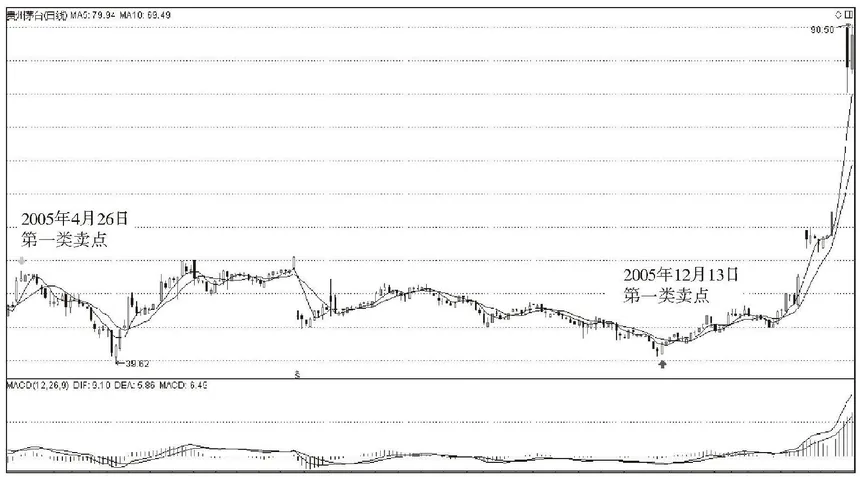 贵州茅台(日线) MA5: 79.94 MA10: 69.49
90.50
2005年4月26日
第一类卖点
2005年12月13日
第一类卖点
39.62
S
MACD(12,26,9) DIF: 9.10 DEA: 5.86 MACD: 6.49